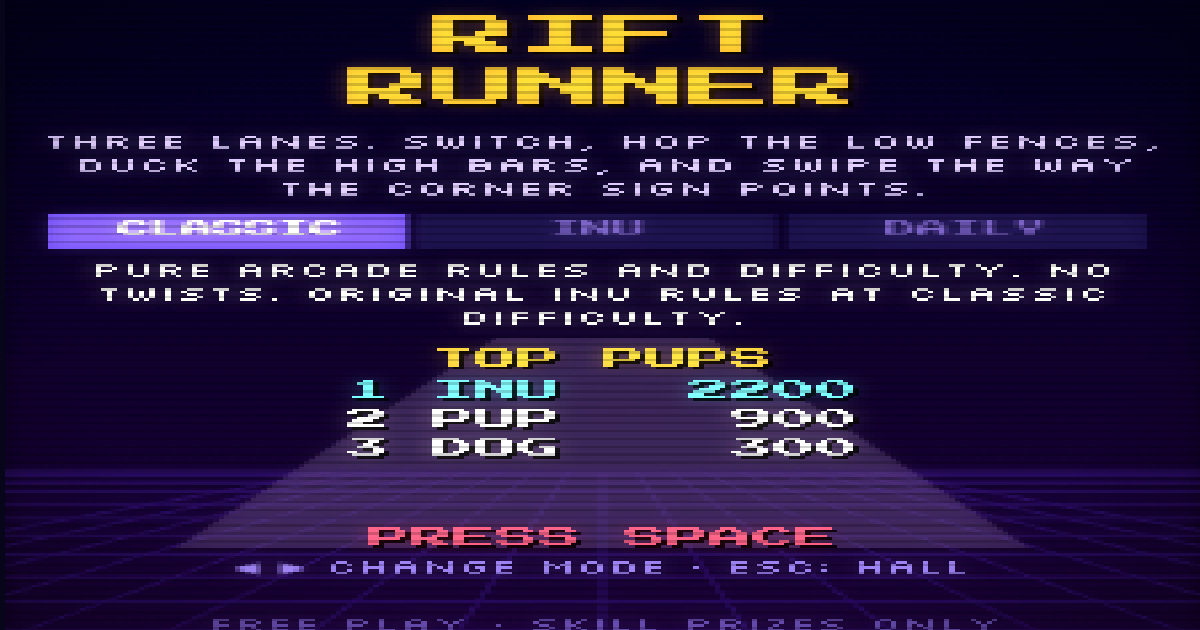 RIFT
RUNNER
THREE LANES. SWITCH, HOP THE LOW FENCES,
DUCK THE HIGH BARS, AND SWIPE THE WAY
THE CORNER SIGN POINTS.
CLASSIC INU DAILY
PURE ARCADE RULES AND DIFFICULTY. NO
TWISTS. ORIGINAL INU RULES AT CLASSIC
DIFFICULTY.
TOP PUPS
1 INU 2200
2 PUP 900
3 DOG 300
PRESS SPACE
◄ ► CHANGE MODE · ESC: HALL
FREE PLAY · SKILL PRIZES ONLY